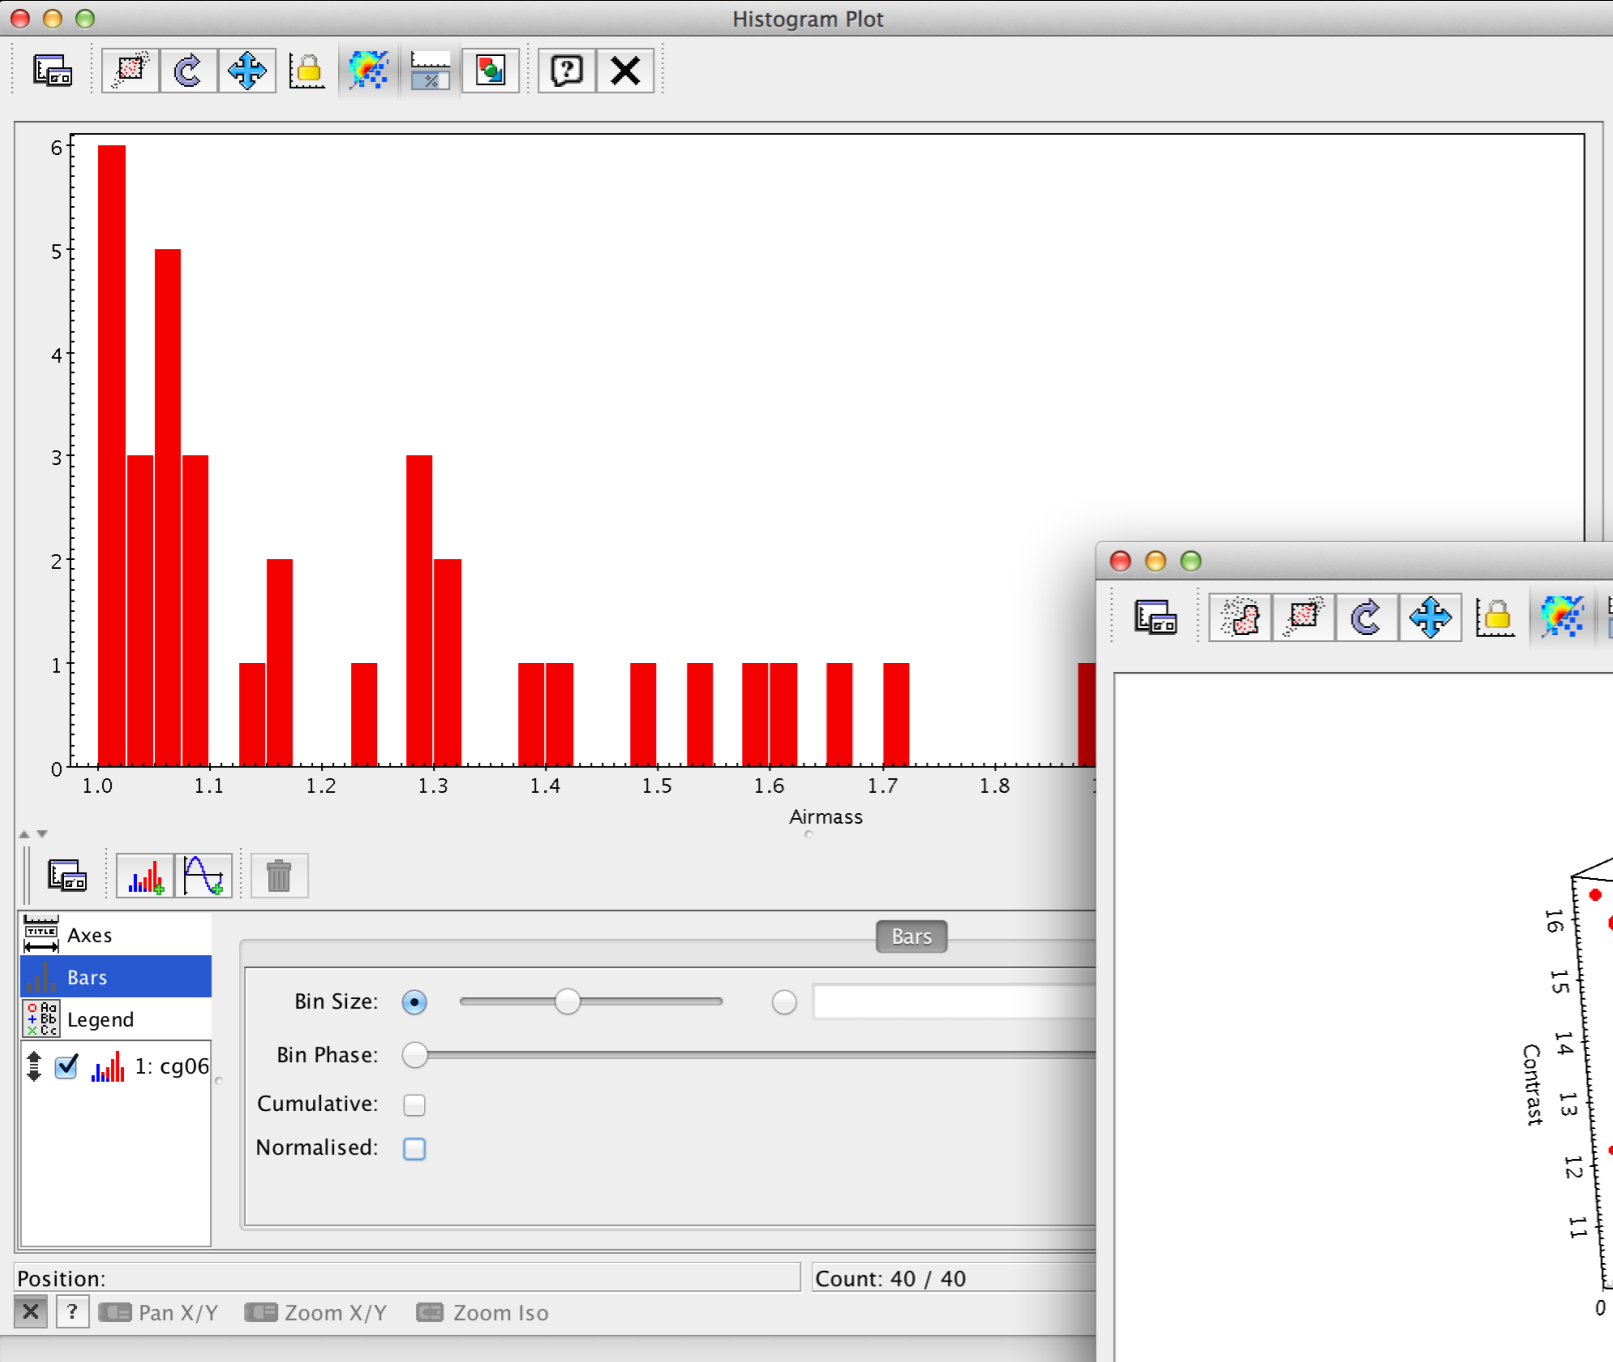 Histogram Plot
6
5
4
3
2
1
0
1.0 1.1 1.2 1.3 1.4 1.5 1.6 1.7 1.8
Airmass
Axes
Bars
Legend
1: cg06
Bars
Bin Size:
Bin Phase:
Cumulative:
Normalised:
Position:
Count: 40 / 40
Pan X/Y Zoom X/Y Zoom Iso
16
15
14
13
12
11
Contrast
0